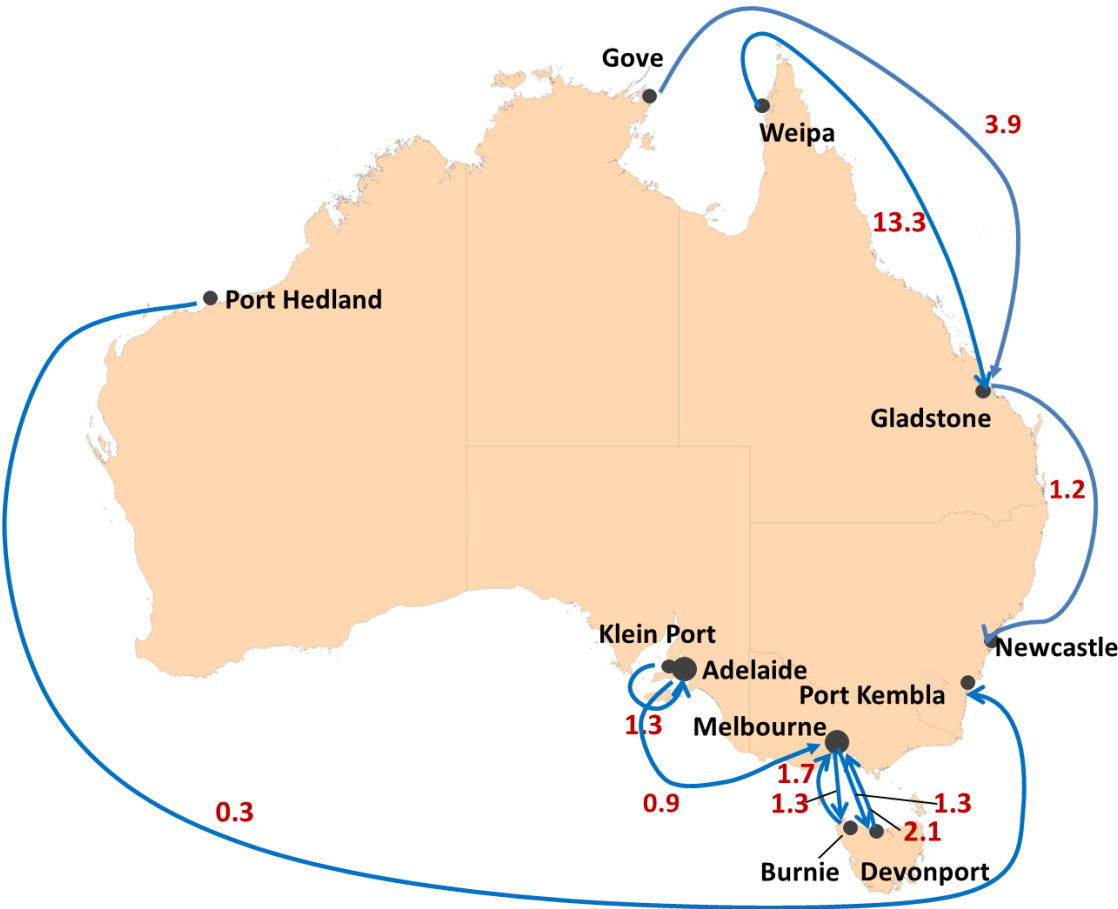 Gove
Weipa
3.9
13.3
Port Hedland
Gladstone
1.2
Klein Port
Newcastle
Adelaide
Port Kembla
1.3
Melbourne
1.7
0.9
1.3
1.3
0.3
2.1
Burnie
Devonport